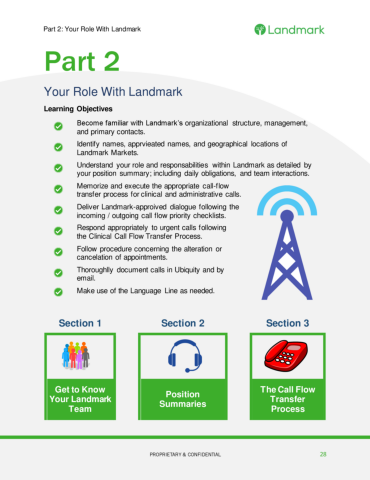 Part 2: Your Role With Landmark
Landmark
Part 2
Your Role With Landmark
Learning Objectives
Become familiar with Landmark's organizational structure, management,
and primary contacts.
Identify names, apprvieated names, and geographical locations of
Landmark Markets.
Understand your role and responsabilities within Landmark as detailed by
your position summary; including daily obligations, and team interactions.
Memorize and execute the appropriate call-flow
transfer process for clinical and administrative calls.
Deliver Landmark-approived dialogue following the
incoming / outgoing call flow priority checklists.
Respond appropriately to urgent calls following
the Clinical Call Flow Transfer Process.
Follow procedure concerning the alteration or
cancelation of appointments.
Thoroughlly document calls in Ubiquity and by
email.
Make use of the Language Line as needed.
Section 1
Section 2
Section 3
Get to Know
Your Landmark
Team
Position
Summaries
The Call Flow
Transfer
Process
PROPRIETARY & CONFIDENTIAL
28